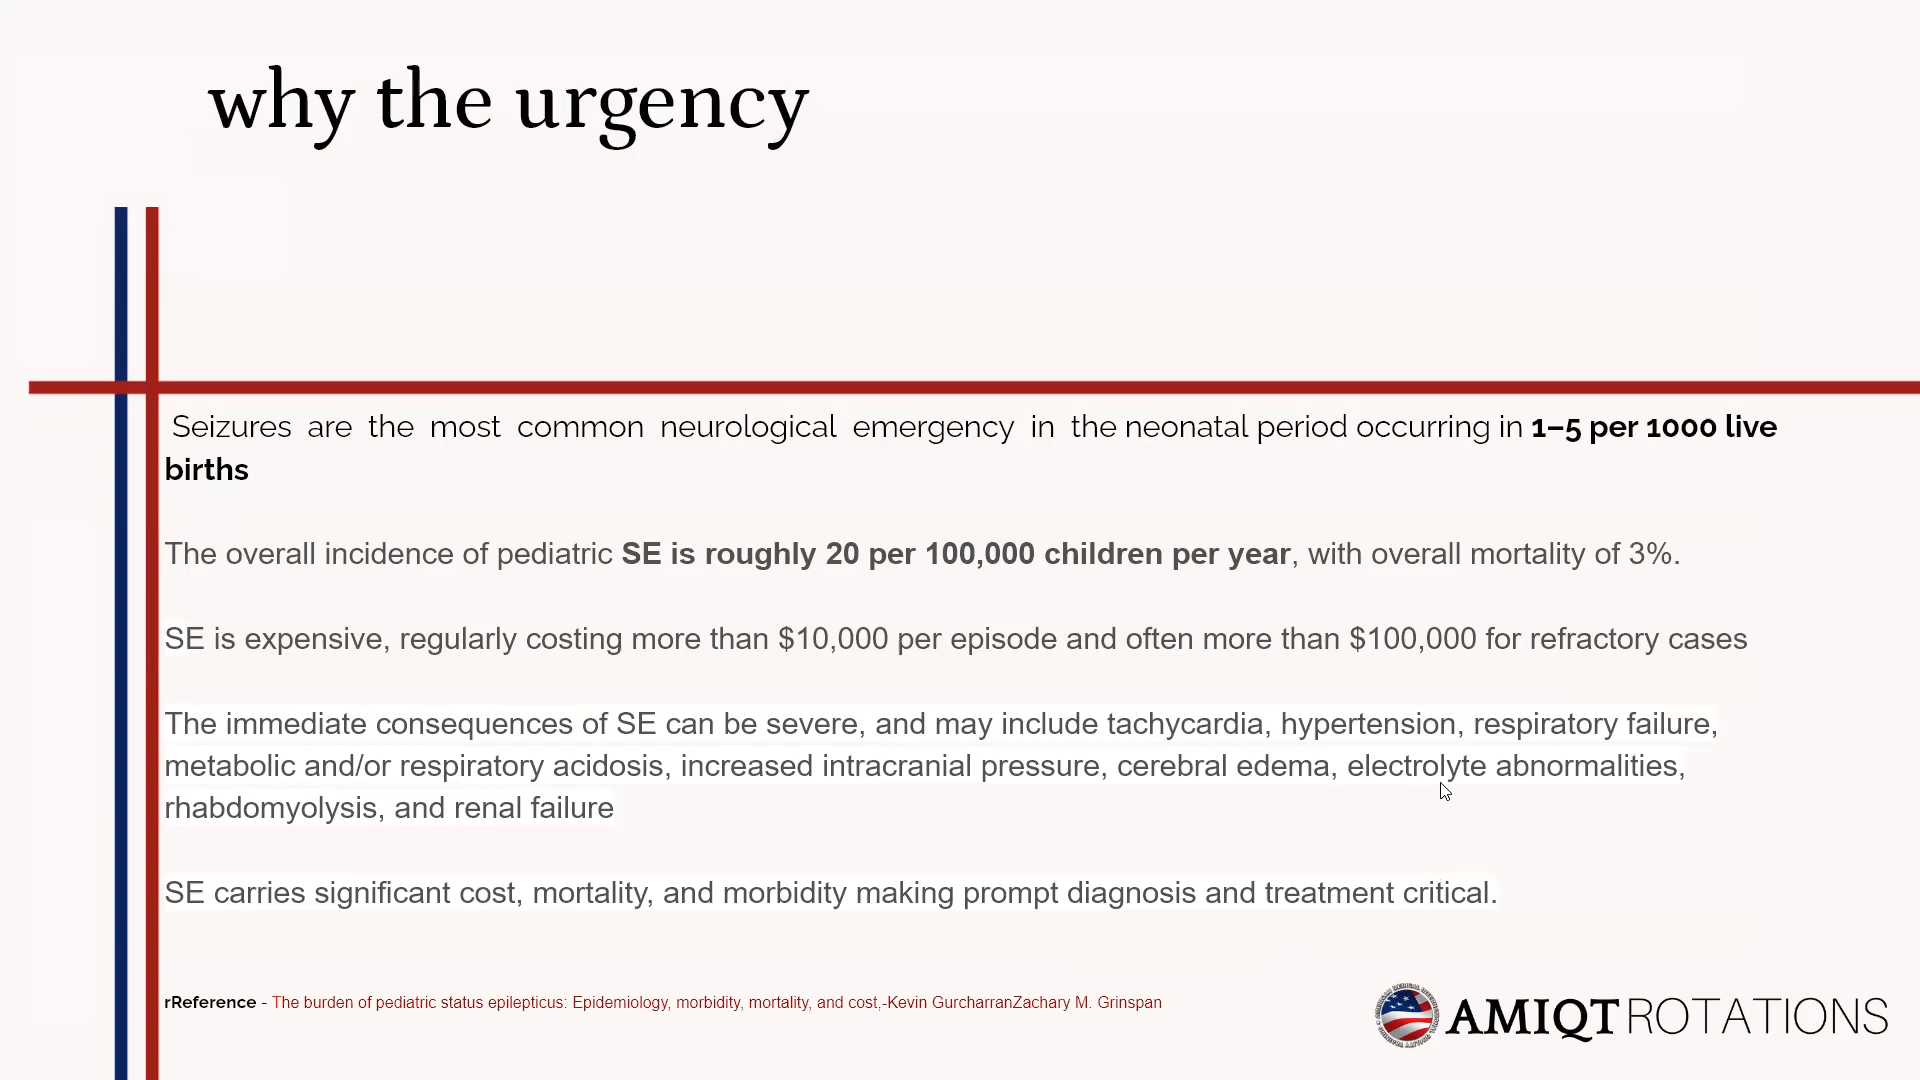 why the urgency
Seizures are the most common neurological emergency in the neonatal period occurring in 1–5 per 1000 live
births
The overall incidence of pediatric SE is roughly 20 per 100,000 children per year, with overall mortality of 3%.
SE is expensive, regularly costing more than $10,000 per episode and often more than $100,000 for refractory cases
The immediate consequences of SE can be severe, and may include tachycardia, hypertension, respiratory failure,
metabolic and/or respiratory acidosis, increased intracranial pressure, cerebral edema, electrolyte abnormalities,
rhabdomyolysis, and renal failure
SE carries significant cost, mortality, and morbidity making prompt diagnosis and treatment critical.
rReference - The burden of pediatric status epilepticus: Epidemiology, morbidity, mortality, and cost,-Kevin GurcharranZachary M. Grinspan
AMIQT ROTATIONS